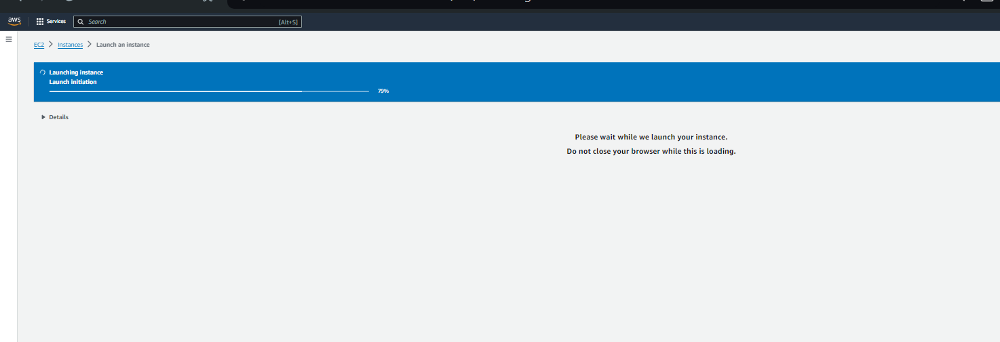 aws
Services
Search
[Alt+S]
EC2 > Instances > Launch an instance
Launching instance
Launch initiation
79%
Details
Please wait while we launch your instance.
Do not close your browser while this is loading.